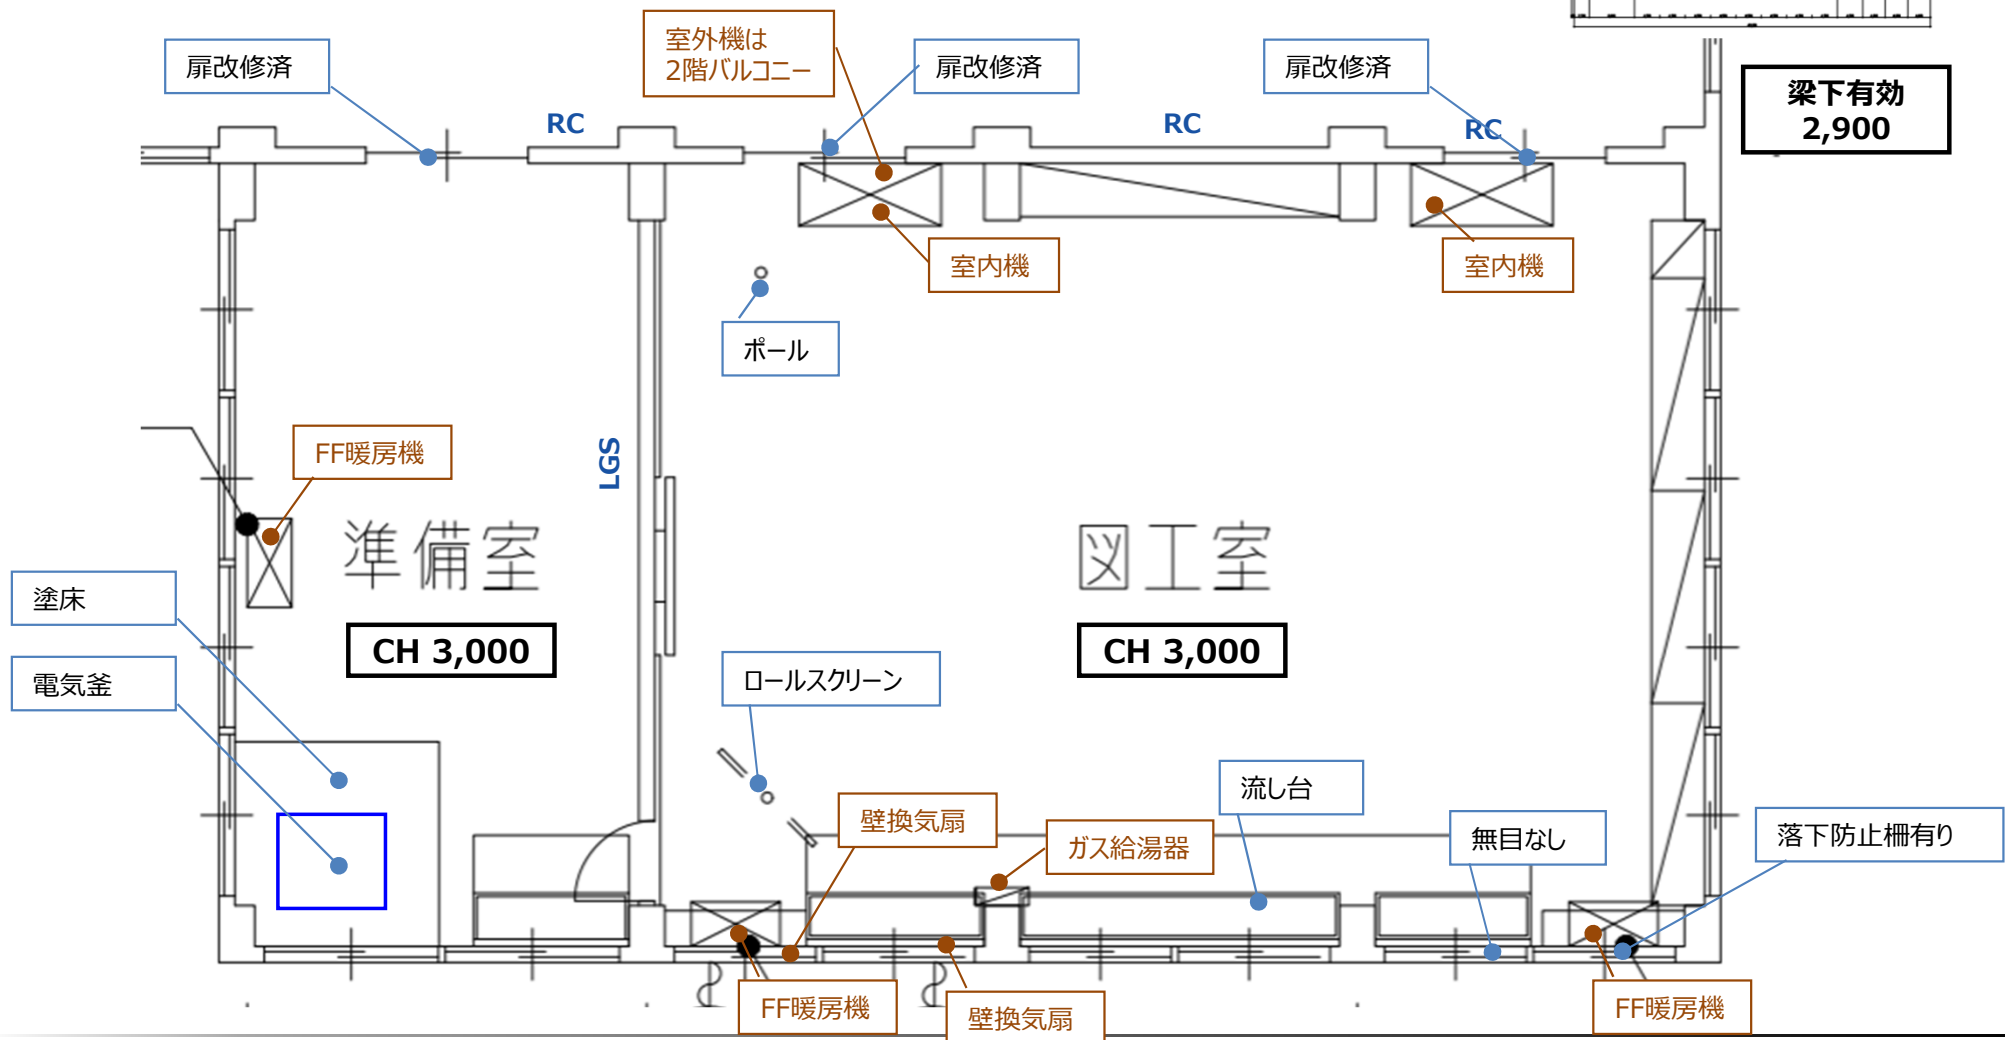 室外機は
2階バルコニー
扉改修済
扉改修済
扉改修済
梁下有効
2,900
RC
RC
RC
室内機
室内機
ポール
LGS
FF暖房機
準備室
図工室
塗床
CH 3,000
CH 3,000
電気釜
ロールスクリーン
流し台
壁換気扇
ガス給湯器
無目なし
落下防止柵有り
FF暖房機
壁換気扇
FF暖房機